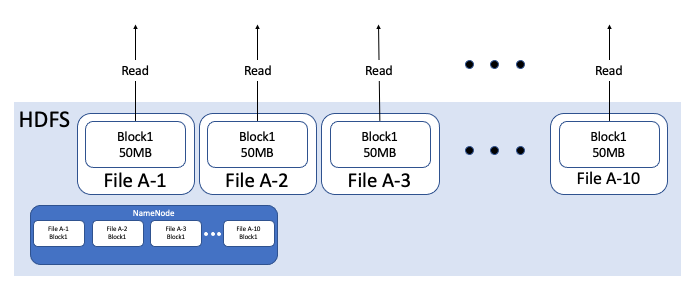 Read
Read
Read
Read
HDFS
Block1
50MB
File A-1
Block1
50MB
File A-2
Block1
50MB
File A-3
Block1
50MB
File A-10
NameNode
File A-1
Block1
File A-2
Block1
File A-3
Block1
File A-10
Block1